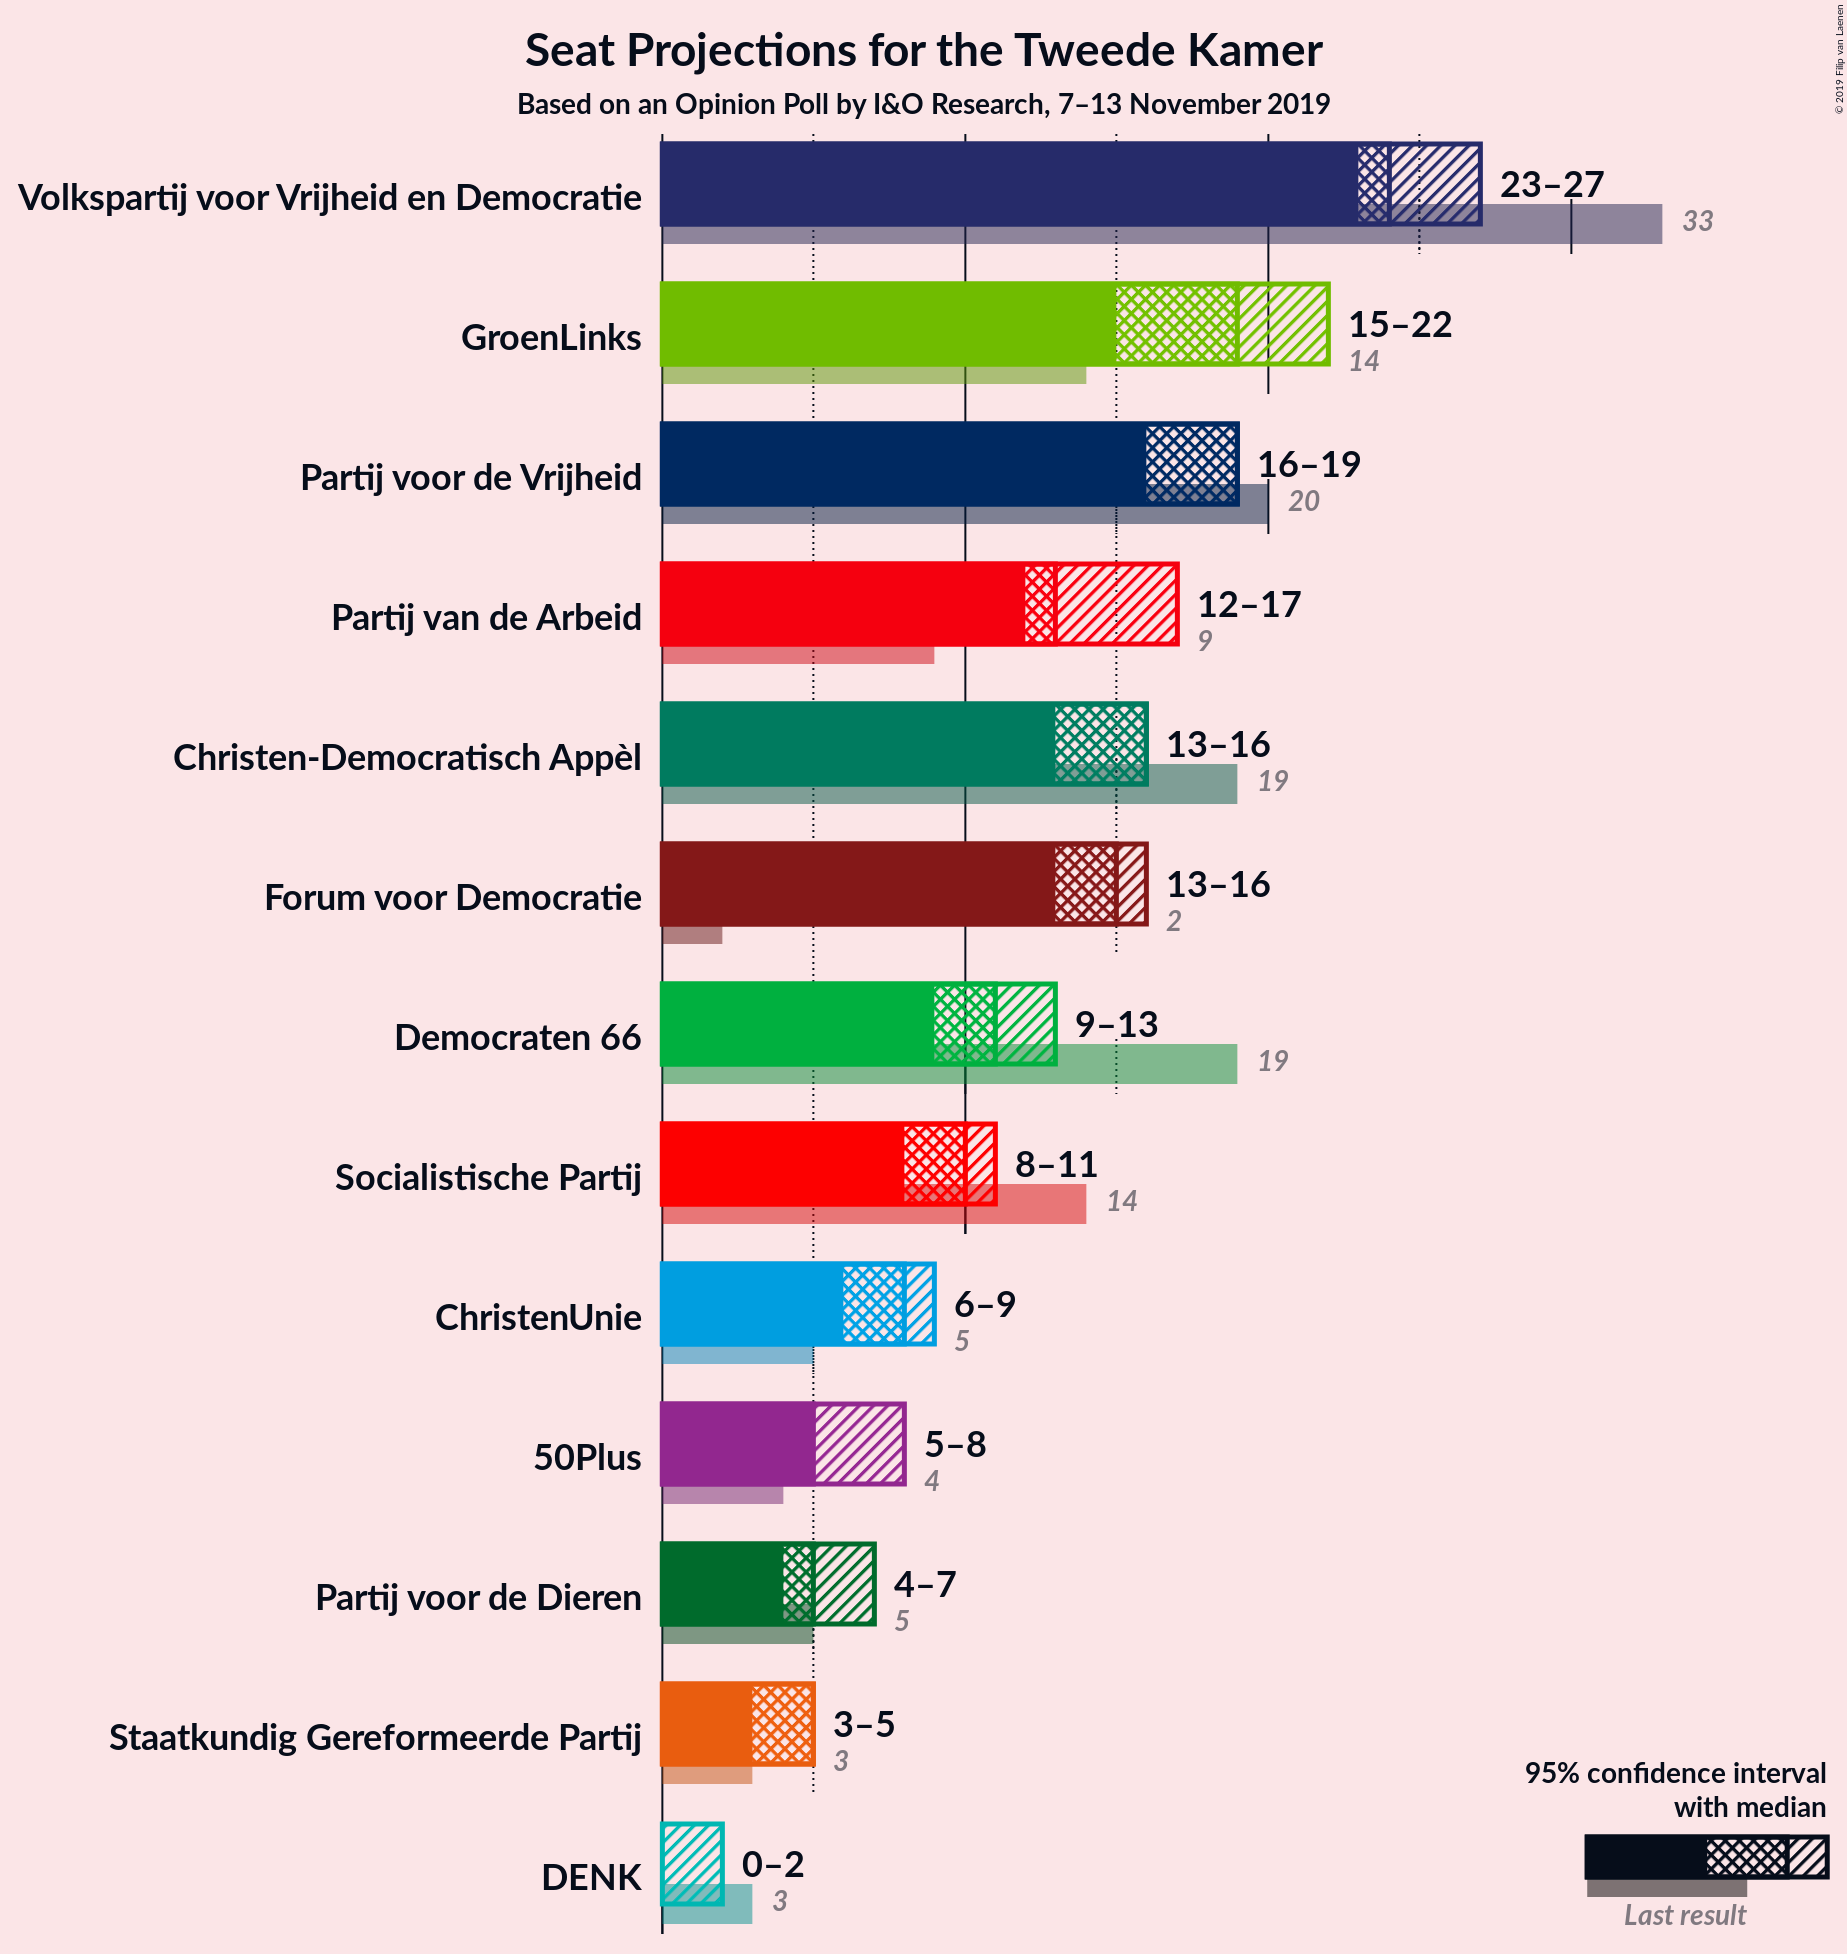 Seat Projections for the Tweede Kamer
Based on an Opinion Poll by I&O Research, 7–13 November 2019
© 2019 Filip van Laenen
Volkspartij voor Vrijheid en Democratie
23–27
33
GroenLinks
15–22
14
Partij voor de Vrijheid
16–19
20
Partij van de Arbeid
12–17
9
Christen-Democratisch Appèl
13–16
19
Forum voor Democratie
13–16
2
Democraten 66
9–13
19
Socialistische Partij
8–11
14
ChristenUnie
6–9
5
50Plus
5–8
4
Partij voor de Dieren
4–7
5
Staatkundig Gereformeerde Partij
3–5
3
DENK
0–2
3
95% confidence interval
with median
Last result